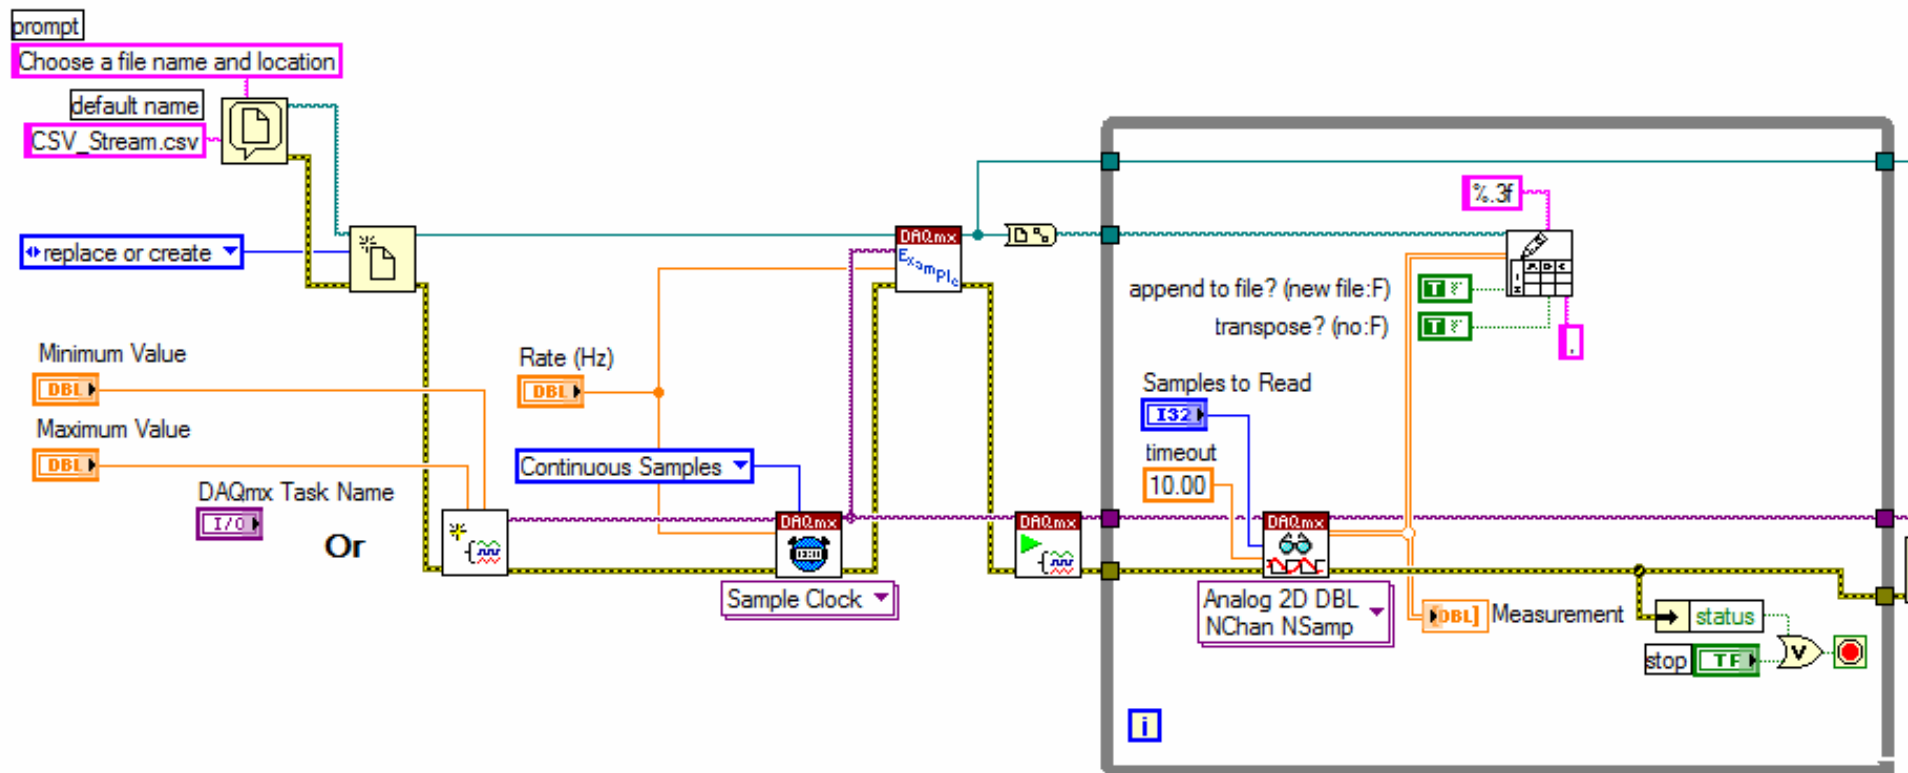 prompt
Choose a file name and location
default name
CSV_Stream.csv
replace or create
DAQmx
Example
%.3f
append to file? (new file:F)
T
transpose? (no:F)
T
,
Minimum Value
DBL
Maximum Value
DBL
Rate (Hz)
DBL
Samples to Read
I32
Continuous Samples
timeout
10.00
DAQmx Task Name
I/O
Or
DAQmx
DAQmx
DAQmx
Sample Clock
Analog 2D DBL
NChan NSamp
[DBL]
Measurement
status
stop
TF
V
i